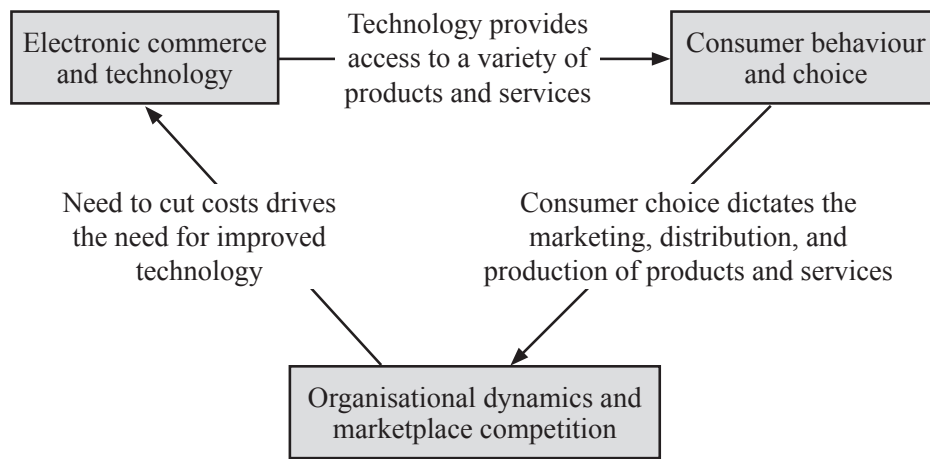 Electronic commerce
and technology
Technology provides
access to a variety of
products and services
Consumer behaviour
and choice
Need to cut costs drives
the need for improved
technology
Consumer choice dictates the
marketing, distribution, and
production of products and services
Organisational dynamics and
marketplace competition